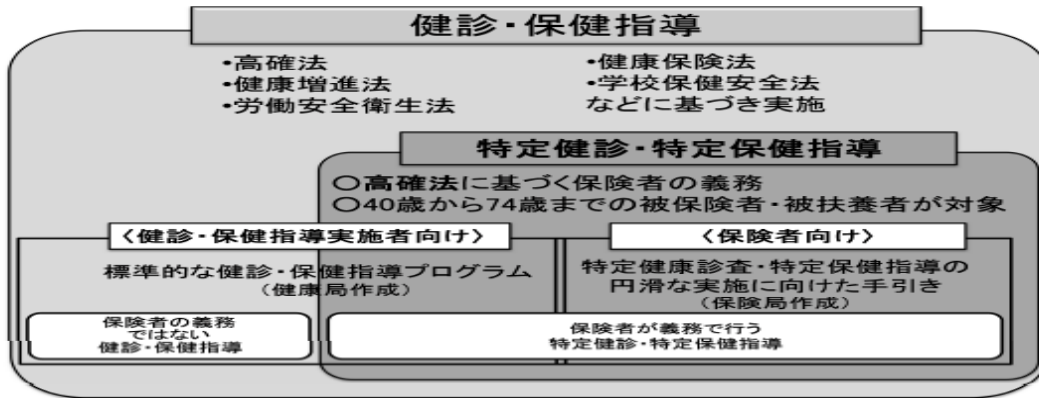 健診・保健指導
・高確法
・健康増進法
・労働安全衛生法
・健康保険法
・学校保健安全法
などに基づき実施
特定健診・特定保健指導
○高確法に基づく保険者の義務
○40歳から74歳までの被保険者・被扶養者が対象
〈健診・保健指導実施者向け〉
標準的な健診・保健指導プログラム
（健康局作成）
〈保険者向け〉
特定健康診査・特定保健指導の
円滑な実施に向けた手引き
（保険局作成）
保険者の義務
ではない
健診・保健指導
保険者が義務で行う
特定健診・特定保健指導